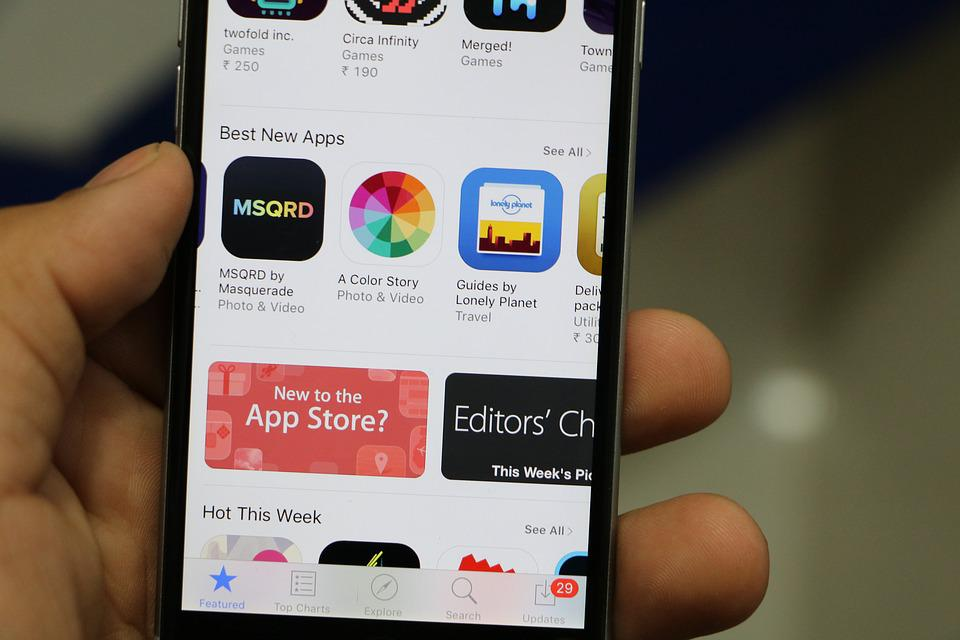 twofold inc.
Games
₹ 250
Circa Infinity
Games
₹ 190
Merged!
Games
Town
Game
Best New Apps
See All >
MSQRD
MSQRD by
Masquerade
Photo & Video
A Color Story
Photo & Video
lonely planet
Guides by
Lonely Planet
Travel
Deliv
pack
Utilit
₹ 30
New to the
App Store?
Editors' Ch
This Week's Pic
Hot This Week
See All >
Featured
Top Charts
Explore
Search
29
Updates